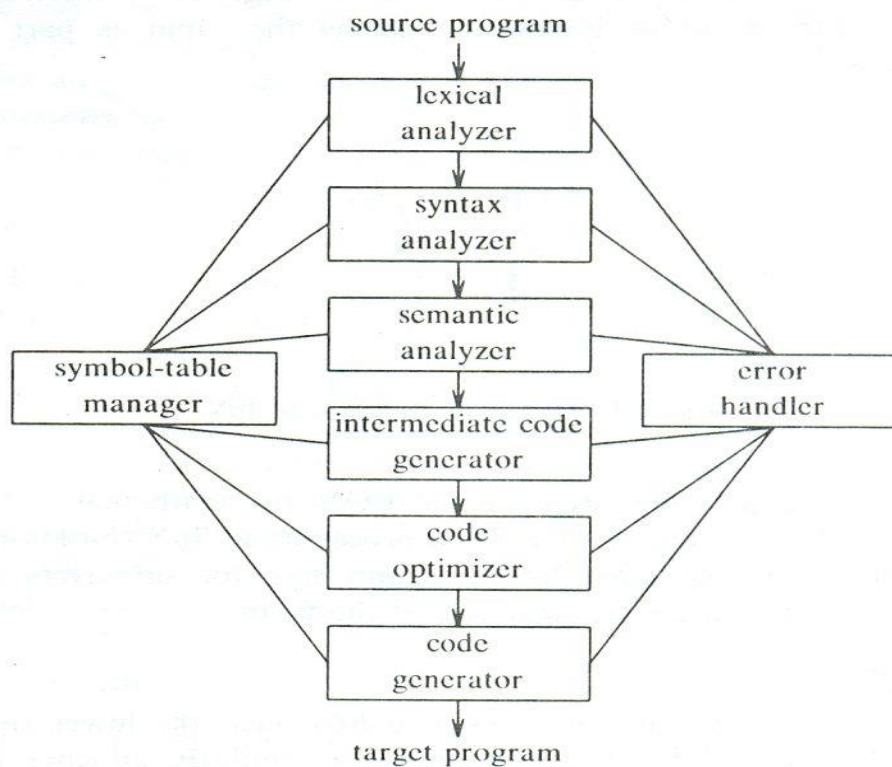 source program
lexical
analyzer
syntax
analyzer
semantic
analyzer
symbol-table
manager
error
handler
intermediate code
generator
code
optimizer
code
generator
target program